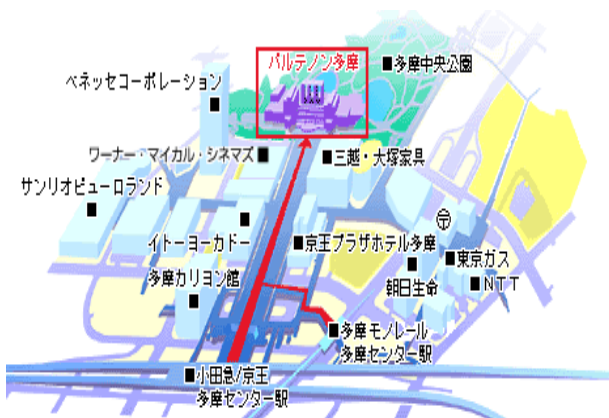 パルテノン多摩
多摩中央公園
ベネッセコーポレーション
ワーナー・マイカル・シネマズ
三越・大塚家具
サンリオピューロランド
〒
イトーヨーカドー
京王プラザホテル多摩
東京ガス
多摩カリヨン館
朝日生命
NTT
多摩モノレール
多摩センター駅
小田急/京王
多摩センター駅